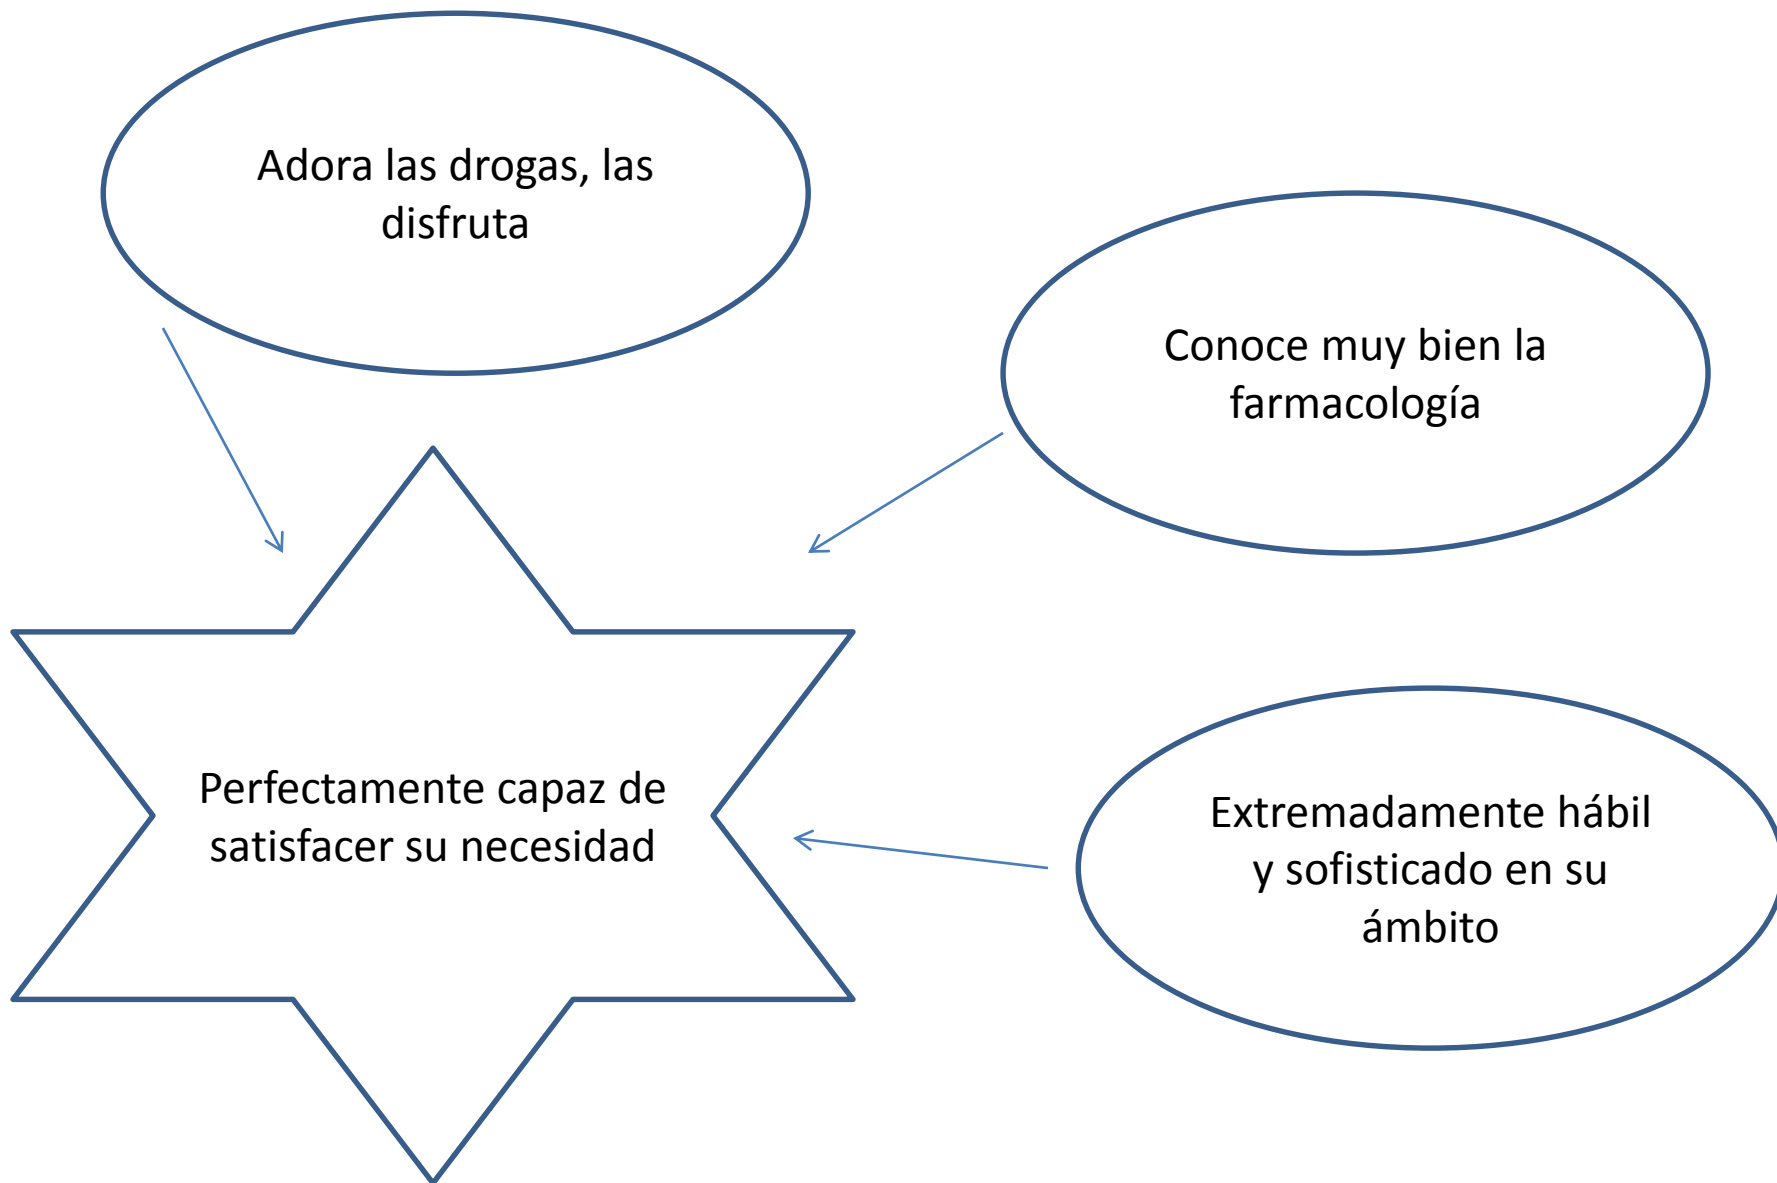 Adora las drogas, las
disfruta
Conoce muy bien la
farmacología
Perfectamente capaz de
satisfacer su necesidad
Extremadamente hábil
y sofisticado en su
ámbito